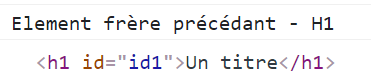 Element frère précédant - H1
<h1 id="id1">Un titre</h1>